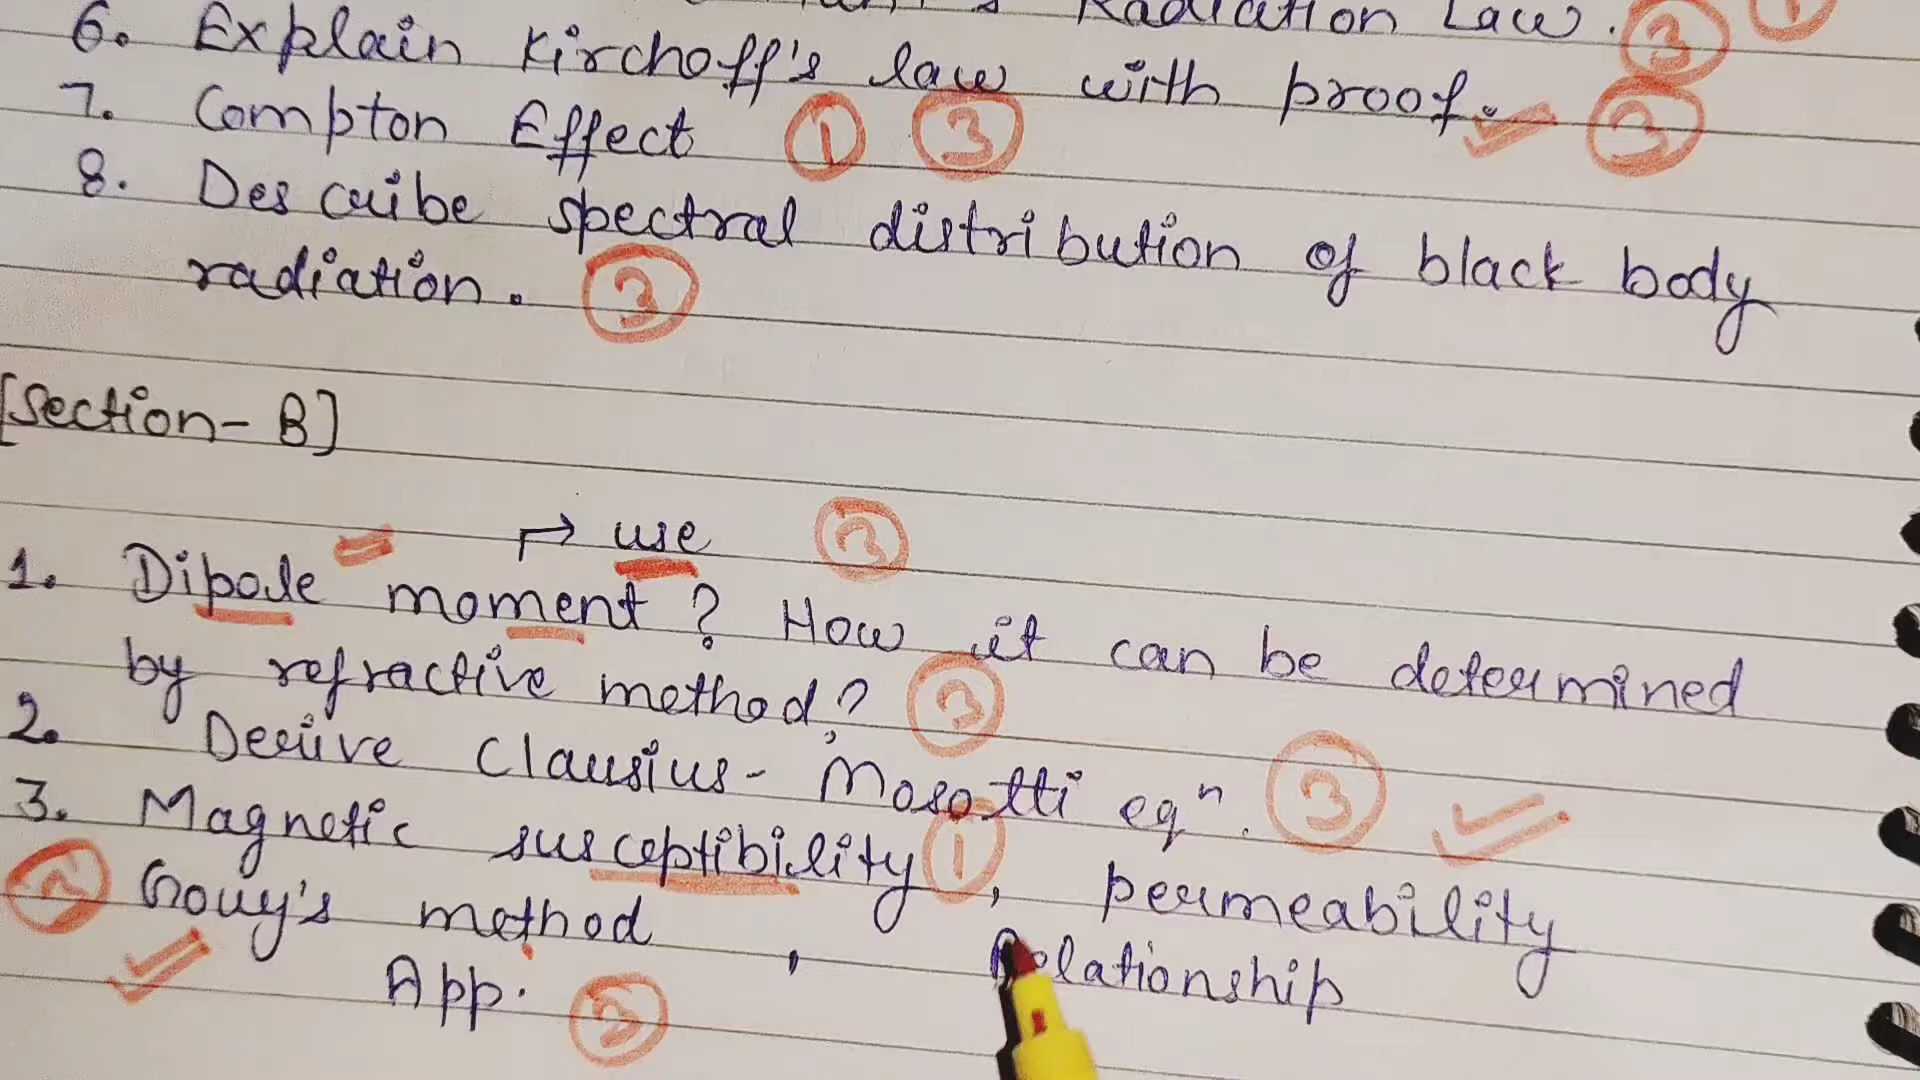 Radiation Law. 3 1
6. Explain Kirchoff's law with proof. 3
7. Compton Effect 1 3
8. Describe spectral distribution of black body
radiation. 3
[Section-B]
→ use 3
1. Dipole moment? How it can be determined
by refractive method? 3
2. Derive Clausius-Mosotti eqⁿ. 3
3. Magnetic susceptibility 1, permeability
Gouy's method, Relationship
App. 3